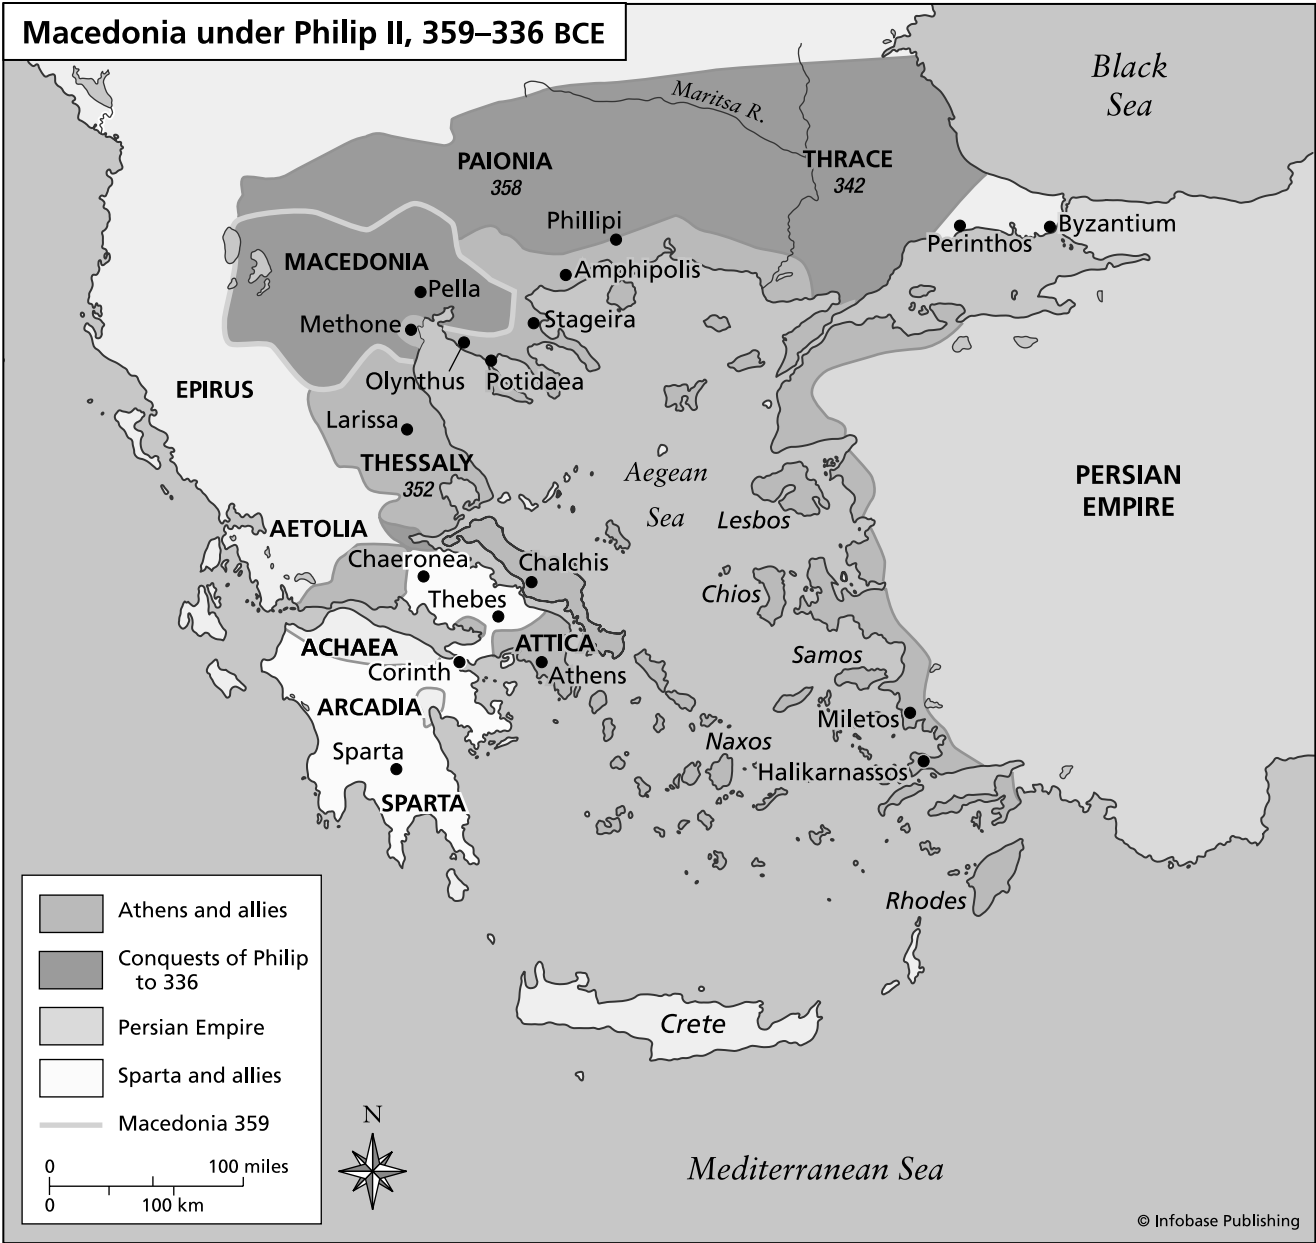 Macedonia under Philip II, 359–336 BCE
Black
Sea
Maritsa R.
PAIONIA
358
THRACE
342
Phillipi
Perinthos
Byzantium
MACEDONIA
Amphipolis
Pella
Methone
Stageira
Olynthus
Potidaea
EPIRUS
Larissa
THESSALY
352
Aegean
Sea
PERSIAN
EMPIRE
Lesbos
AETOLIA
Chaeronea
Chalchis
Thebes
Chios
ACHAEA
ATTICA
Corinth
Athens
Samos
ARCADIA
Miletos
Sparta
Naxos
Halikarnassos
SPARTA
Rhodes
Crete
Athens and allies
Conquests of Philip
to 336
Persian Empire
Sparta and allies
Macedonia 359
0 100 miles
0 100 km
N
Mediterranean Sea
© Infobase Publishing